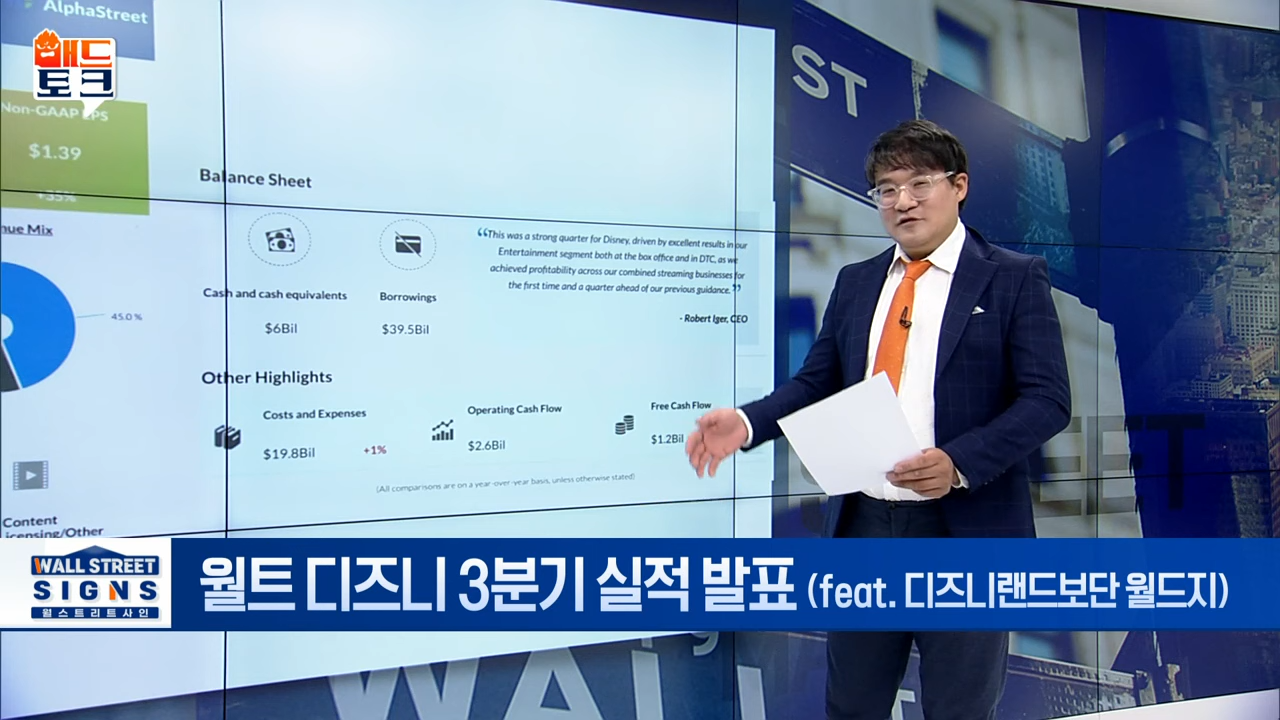 AlphaStreet
매드
토크
Non-GAAP EPS
$1.39
+35%
nue Mix
45.0 %
Content
icensing/Other
Balance Sheet
Cash and cash equivalents
$6Bil
Borrowings
$39.5Bil
“This was a strong quarter for Disney, driven by excellent results in our
Entertainment segment both at the box office and in DTC, as we
achieved profitability across our combined streaming businesses for
the first time and a quarter ahead of our previous guidance.”
- Robert Iger, CEO
Other Highlights
Costs and Expenses
$19.8Bil
+1%
Operating Cash Flow
$2.6Bil
Free Cash Flow
$1.2Bil
(All comparisons are on a year-over-year basis, unless otherwise stated)
ST
WALL STREET
SIGNS
월스트리트사인
월트 디즈니 3분기 실적 발표 (feat. 디즈니랜드보단 월드지)
WALL